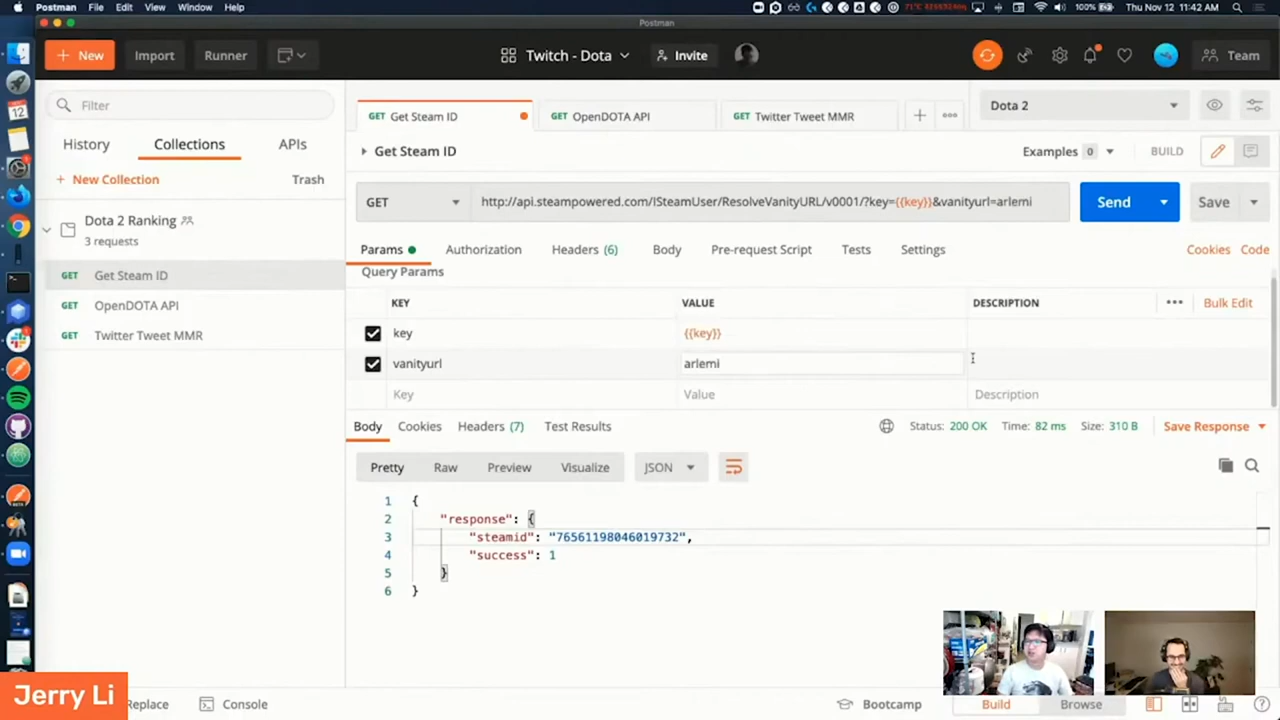 Postman File Edit View Window Help
100% Thu Nov 12 11:42 AM
Postman
+ New Import Runner Twitch - Dota Invite Team
Filter
History Collections APIs
+ New Collection Trash
Dota 2 Ranking
3 requests
GET Get Steam ID
GET OpenDOTA API
GET Twitter Tweet MMR
GET Get Steam ID GET OpenDOTA API GET Twitter Tweet MMR + ooo Dota 2
Get Steam ID Examples 0 BUILD
GET http://api.steampowered.com/ISteamUser/ResolveVanityURL/v0001/?key={{key}}&vanityurl=arlemi Send Save
Params Authorization Headers (6) Body Pre-request Script Tests Settings Cookies Code
Query Params
KEY VALUE DESCRIPTION ••• Bulk Edit
key {{key}}
vanityurl arlemi
Key Value Description
Body Cookies Headers (7) Test Results Status: 200 OK Time: 82 ms Size: 310 B Save Response
Pretty Raw Preview Visualize JSON
1 {
2 "response": {
3 "steamid": "76561198046019732",
4 "success": 1
5 }
6 }
Jerry Li
Replace Console Bootcamp Build Browse